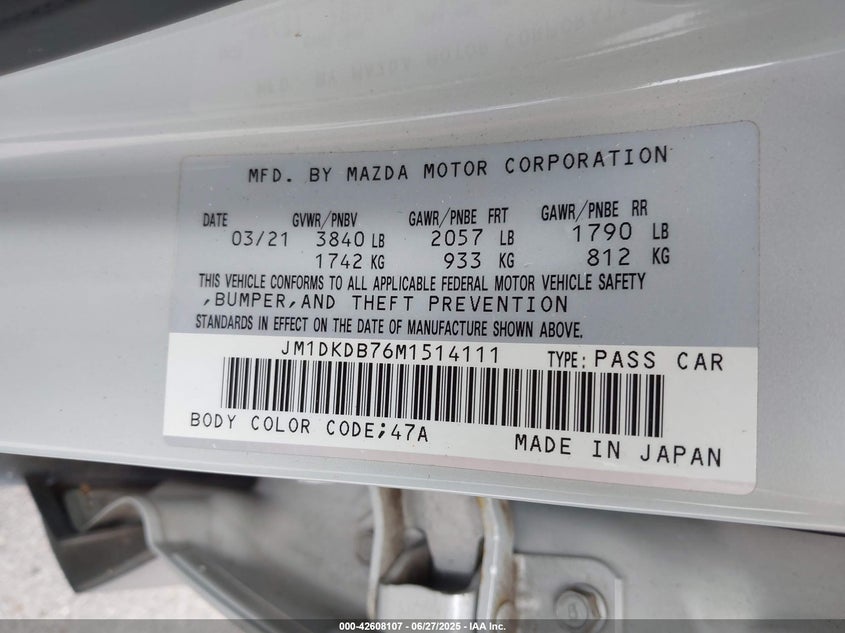 MFD. BY MAZDA MOTOR CORPORATION
DATE GVWR/PNBV GAWR/PNBE FRT GAWR/PNBE RR
03/21 3840 LB 2057 LB 1790 LB
1742 KG 933 KG 812 KG
THIS VEHICLE CONFORMS TO ALL APPLICABLE FEDERAL MOTOR VEHICLE SAFETY
,BUMPER,AND THEFT PREVENTION
STANDARDS IN EFFECT ON THE DATE OF MANUFACTURE SHOWN ABOVE.
JM1DKDB76M1514111 TYPE: PASS CAR
BODY COLOR CODE;47A MADE IN JAPAN
000-42608107 - 06/27/2025 - IAA Inc.